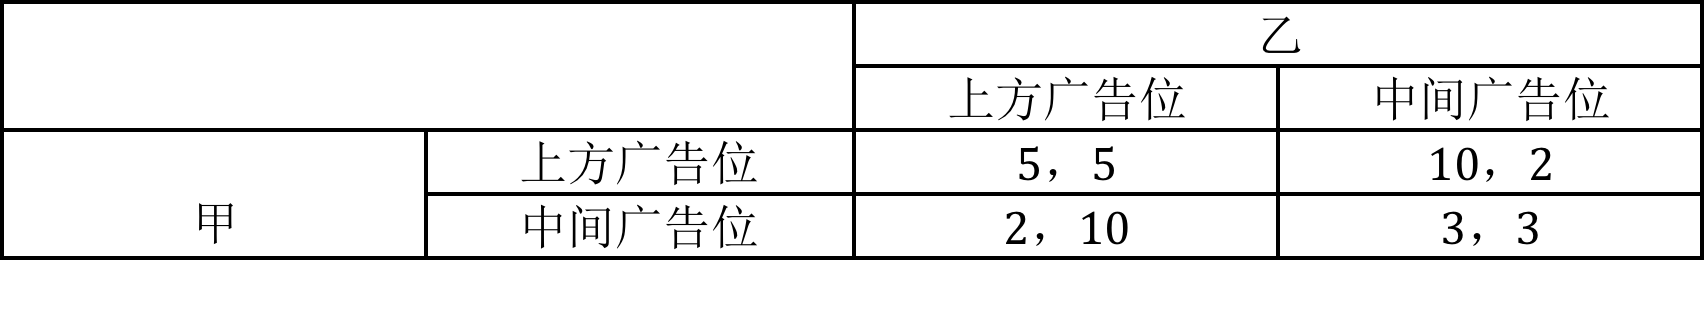 乙
上方广告位 中间广告位
上方广告位 5，5 10，2
甲
中间广告位 2，10 3，3